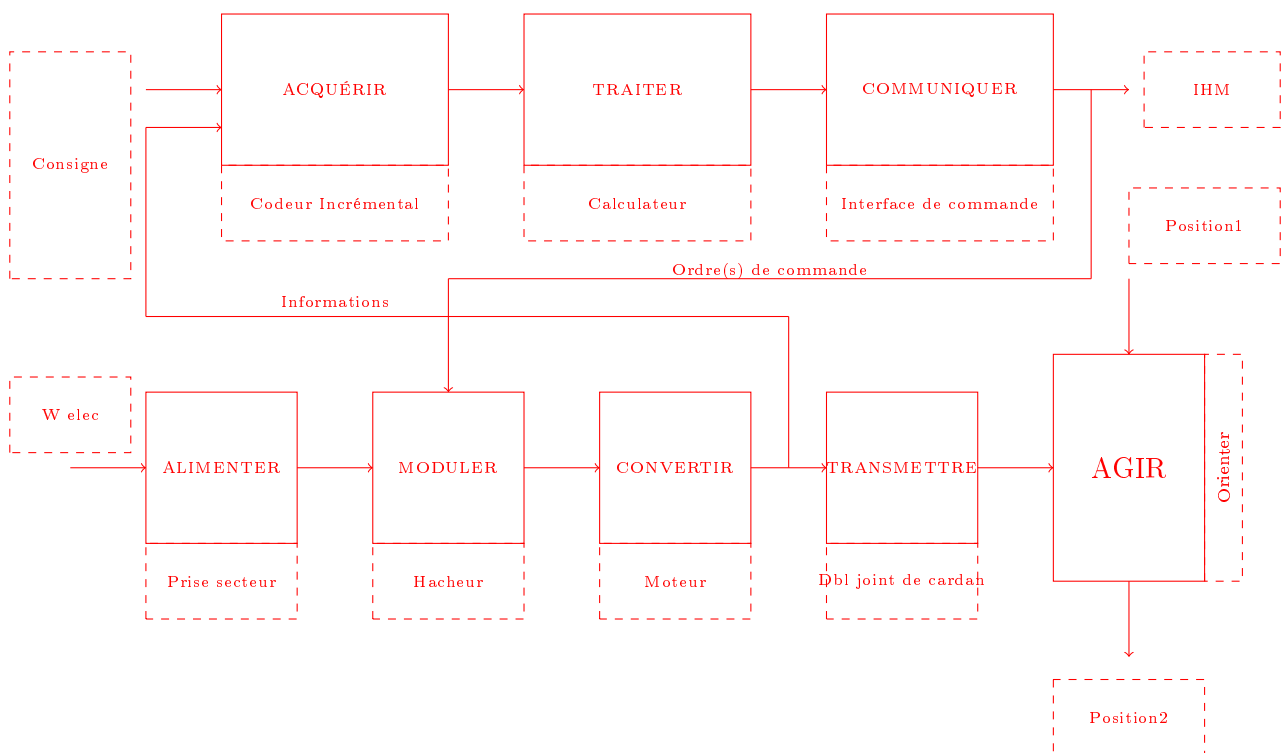 ACQUÉRIR
TRAITER
COMMUNIQUER
IHM
Consigne
Codeur Incrémental
Calculateur
Interface de commande
Position1
Ordre(s) de commande
Informations
W elec
ALIMENTER
MODULER
CONVERTIR
TRANSMETTRE
AGIR
Orienter
Prise secteur
Hacheur
Moteur
Dbl joint de cardan
Position2